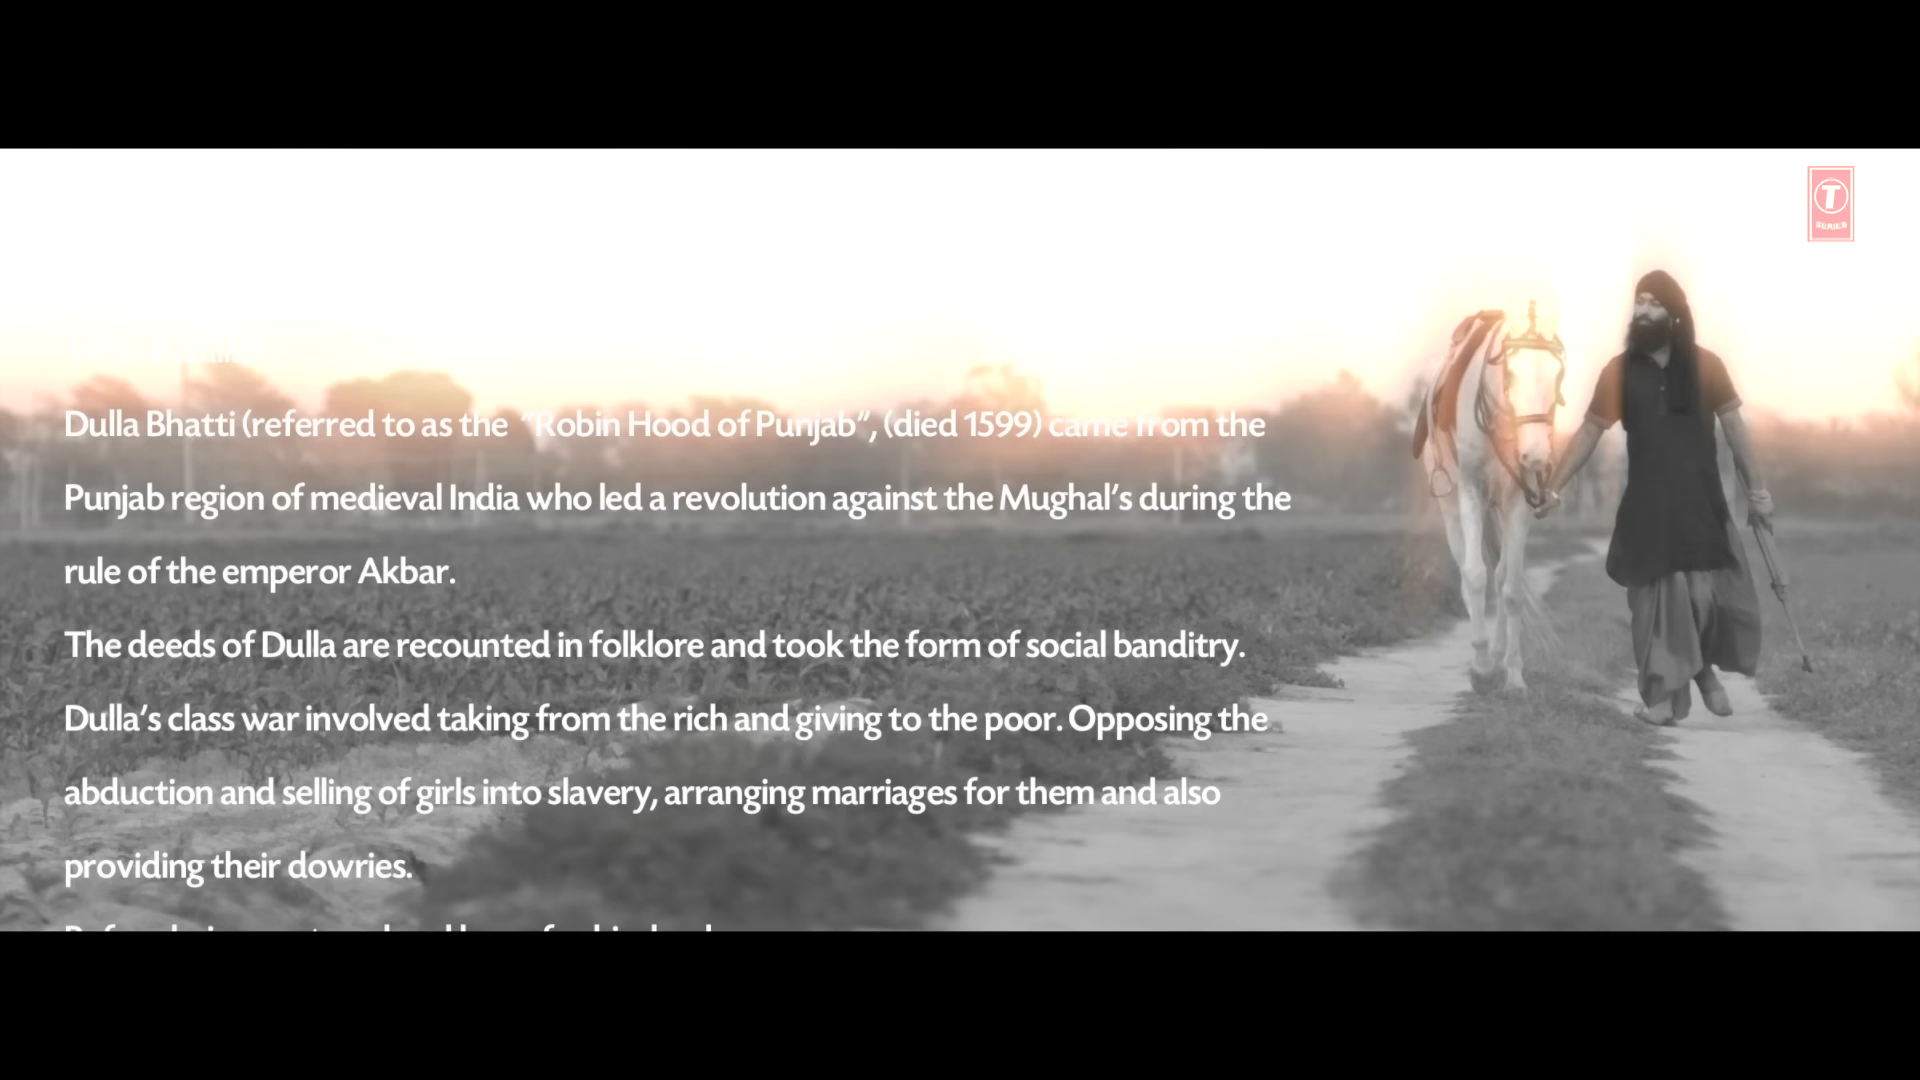 T
SERIES
Dulla Bhatti (referred to as the "Robin Hood of Punjab", (died 1599) came from the
Punjab region of medieval India who led a revolution against the Mughal's during the
rule of the emperor Akbar.
The deeds of Dulla are recounted in folklore and took the form of social banditry.
Dulla's class war involved taking from the rich and giving to the poor. Opposing the
abduction and selling of girls into slavery, arranging marriages for them and also
providing their dowries.